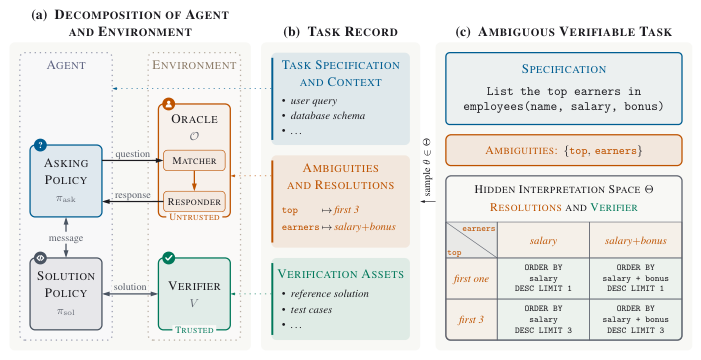 (a) DECOMPOSITION OF AGENT
AND ENVIRONMENT
AGENT
ENVIRONMENT
?
ASKING
POLICY
π_ask
question
response
ORACLE
𝒪
MATCHER
RESPONDER
UNTRUSTED
message
</>
SOLUTION
POLICY
π_sol
solution
VERIFIER
V
TRUSTED
(b) TASK RECORD
TASK SPECIFICATION
AND CONTEXT
• user query
• database schema
• ...
AMBIGUITIES
AND RESOLUTIONS
top ↦ first 3
earners ↦ salary+bonus
VERIFICATION ASSETS
• reference solution
• test cases
• ...
sample θ ∈ Θ
(c) AMBIGUOUS VERIFIABLE TASK
SPECIFICATION
List the top earners in
employees(name, salary, bonus)
AMBIGUITIES: {top, earners}
HIDDEN INTERPRETATION SPACE Θ
RESOLUTIONS AND VERIFIER
earners
top
salary
salary+bonus
first one
ORDER BY
salary
DESC LIMIT 1
ORDER BY
salary + bonus
DESC LIMIT 1
first 3
ORDER BY
salary
DESC LIMIT 3
ORDER BY
salary + bonus
DESC LIMIT 3